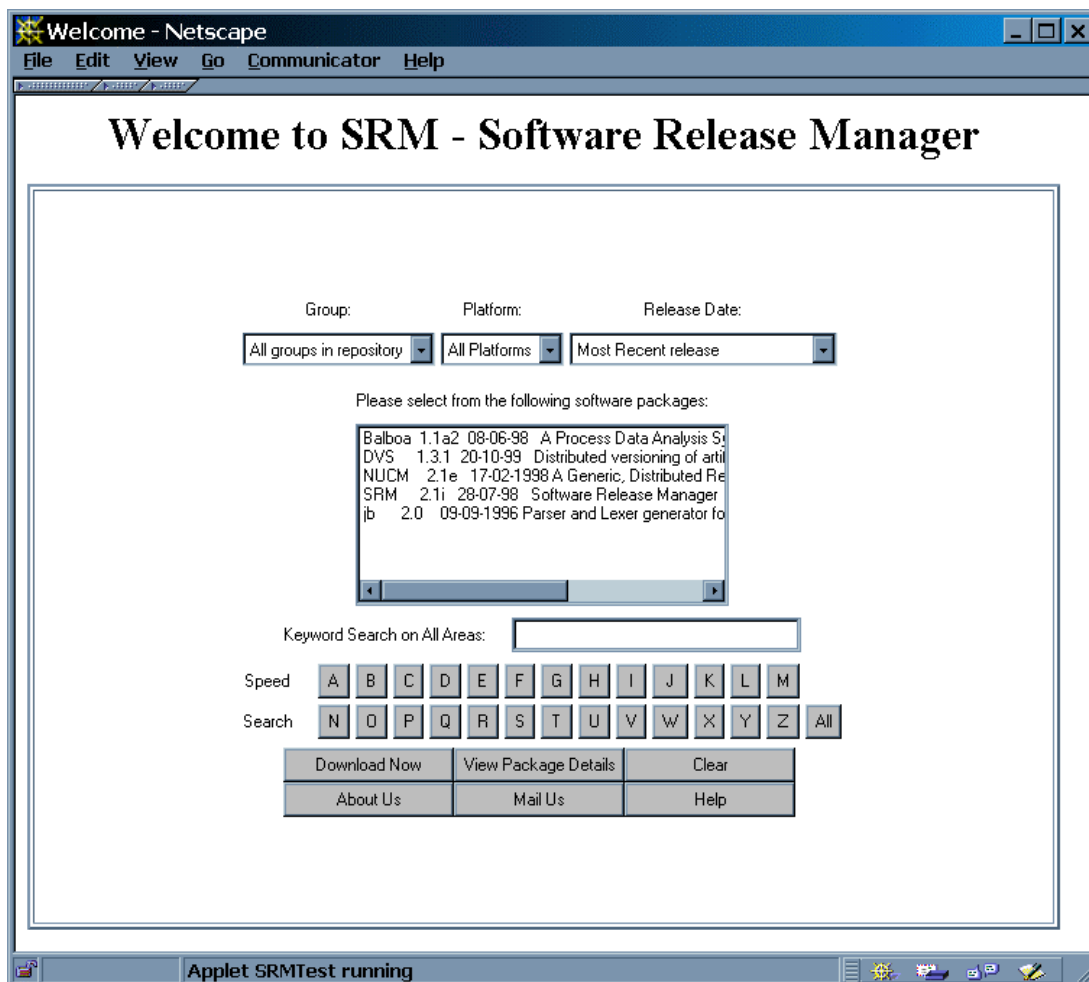 Welcome - Netscape
File Edit View Go Communicator Help
Welcome to SRM - Software Release Manager
Group: Platform: Release Date:
All groups in repository All Platforms Most Recent release
Please select from the following software packages:
Balboa 1.1a2 08-06-98 A Process Data Analysis Sy
DVS 1.3.1 20-10-99 Distributed versioning of arti
NUCM 2.1e 17-02-1998 A Generic, Distributed Re
SRM 2.1i 28-07-98 Software Release Manager
jb 2.0 09-09-1996 Parser and Lexer generator fo
Keyword Search on All Areas:
Speed A B C D E F G H I J K L M
Search N O P Q R S T U V W X Y Z All
Download Now View Package Details Clear
About Us Mail Us Help
Applet SRMTest running